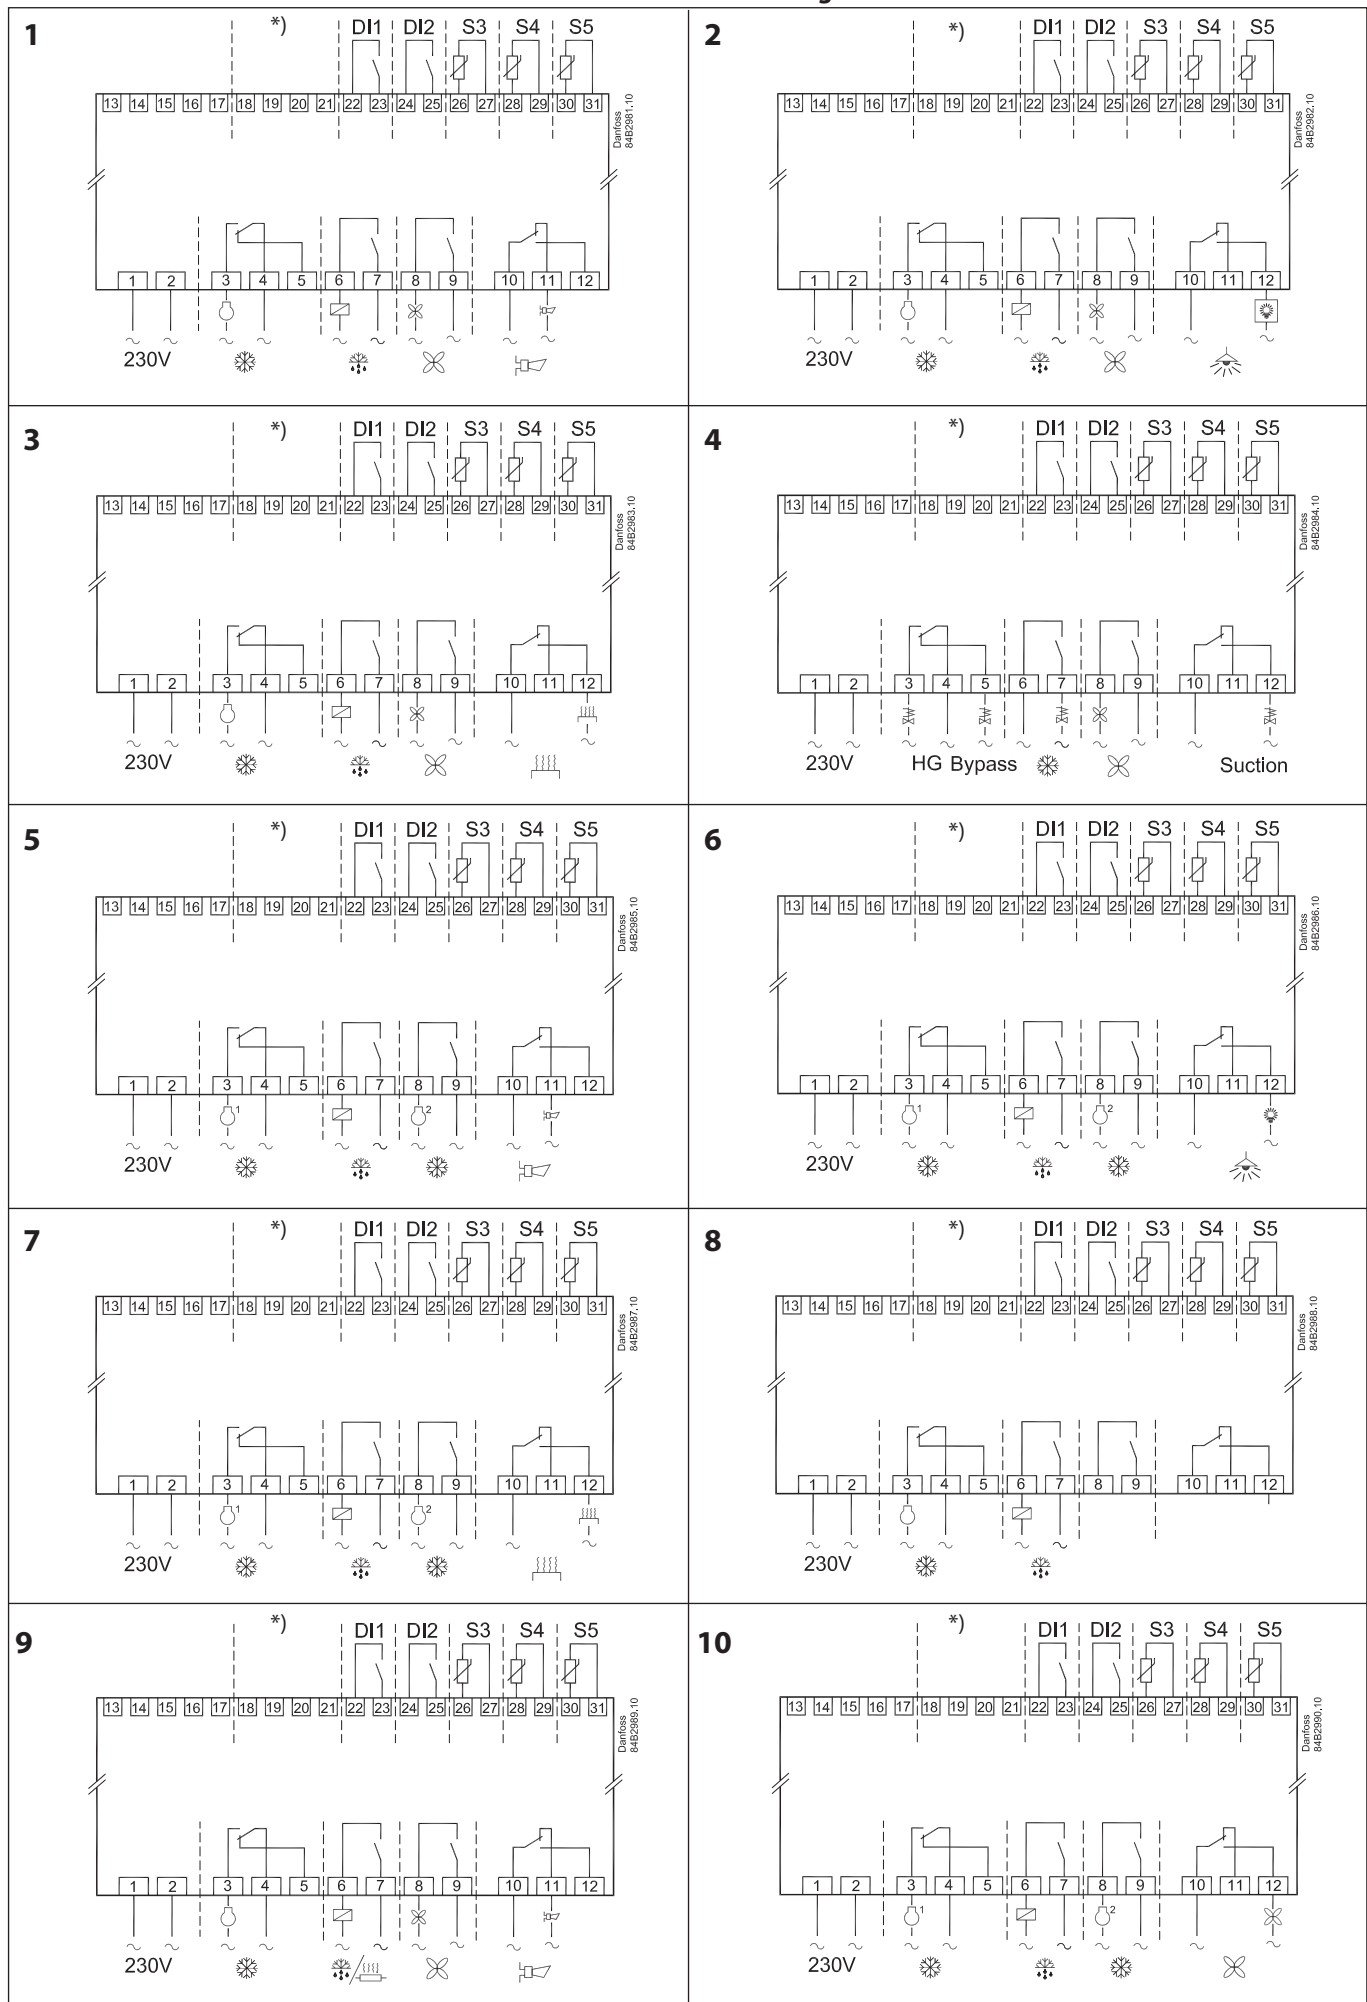 1
*) DI1 DI2 S3 S4 S5
13 14 15 16 17 18 19 20 21 22 23 24 25 26 27 28 29 30 31
Danfoss
84B2981.10
1 2 3 4 5 6 7 8 9 10 11 12
230V
2
*) DI1 DI2 S3 S4 S5
13 14 15 16 17 18 19 20 21 22 23 24 25 26 27 28 29 30 31
Danfoss
84B2982.10
1 2 3 4 5 6 7 8 9 10 11 12
230V
3
*) DI1 DI2 S3 S4 S5
13 14 15 16 17 18 19 20 21 22 23 24 25 26 27 28 29 30 31
Danfoss
84B2983.10
1 2 3 4 5 6 7 8 9 10 11 12
230V
4
*) DI1 DI2 S3 S4 S5
13 14 15 16 17 18 19 20 21 22 23 24 25 26 27 28 29 30 31
Danfoss
84B2984.10
1 2 3 4 5 6 7 8 9 10 11 12
230V HG Bypass Suction
5
*) DI1 DI2 S3 S4 S5
13 14 15 16 17 18 19 20 21 22 23 24 25 26 27 28 29 30 31
Danfoss
84B2985.10
1 2 3 4 5 6 7 8 9 10 11 12
1 2
230V
6
*) DI1 DI2 S3 S4 S5
13 14 15 16 17 18 19 20 21 22 23 24 25 26 27 28 29 30 31
Danfoss
84B2986.10
1 2 3 4 5 6 7 8 9 10 11 12
1 2
230V
7
*) DI1 DI2 S3 S4 S5
13 14 15 16 17 18 19 20 21 22 23 24 25 26 27 28 29 30 31
Danfoss
84B2987.10
1 2 3 4 5 6 7 8 9 10 11 12
1 2
230V
8
*) DI1 DI2 S3 S4 S5
13 14 15 16 17 18 19 20 21 22 23 24 25 26 27 28 29 30 31
Danfoss
84B2988.10
1 2 3 4 5 6 7 8 9 10 11 12
230V
9
*) DI1 DI2 S3 S4 S5
13 14 15 16 17 18 19 20 21 22 23 24 25 26 27 28 29 30 31
Danfoss
84B2989.10
1 2 3 4 5 6 7 8 9 10 11 12
230V
10
*) DI1 DI2 S3 S4 S5
13 14 15 16 17 18 19 20 21 22 23 24 25 26 27 28 29 30 31
Danfoss
84B2990.10
1 2 3 4 5 6 7 8 9 10 11 12
1 2
230V